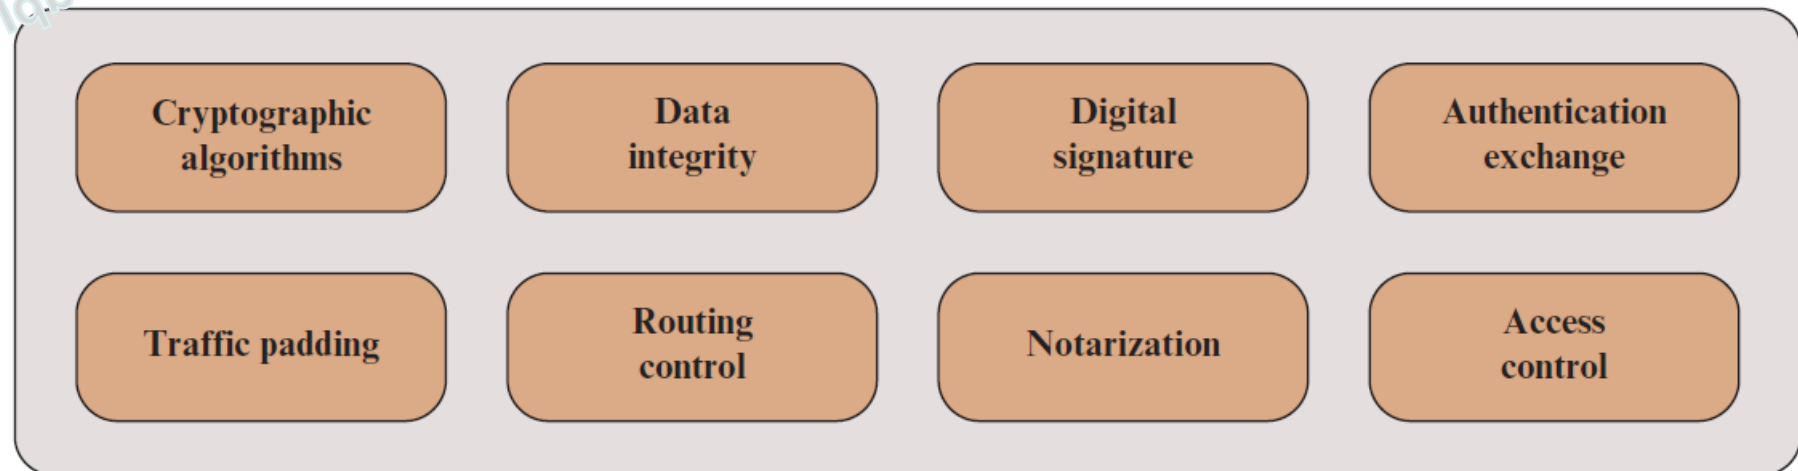 Cryptographic
algorithms
Data
integrity
Digital
signature
Authentication
exchange
Traffic padding
Routing
control
Notarization
Access
control